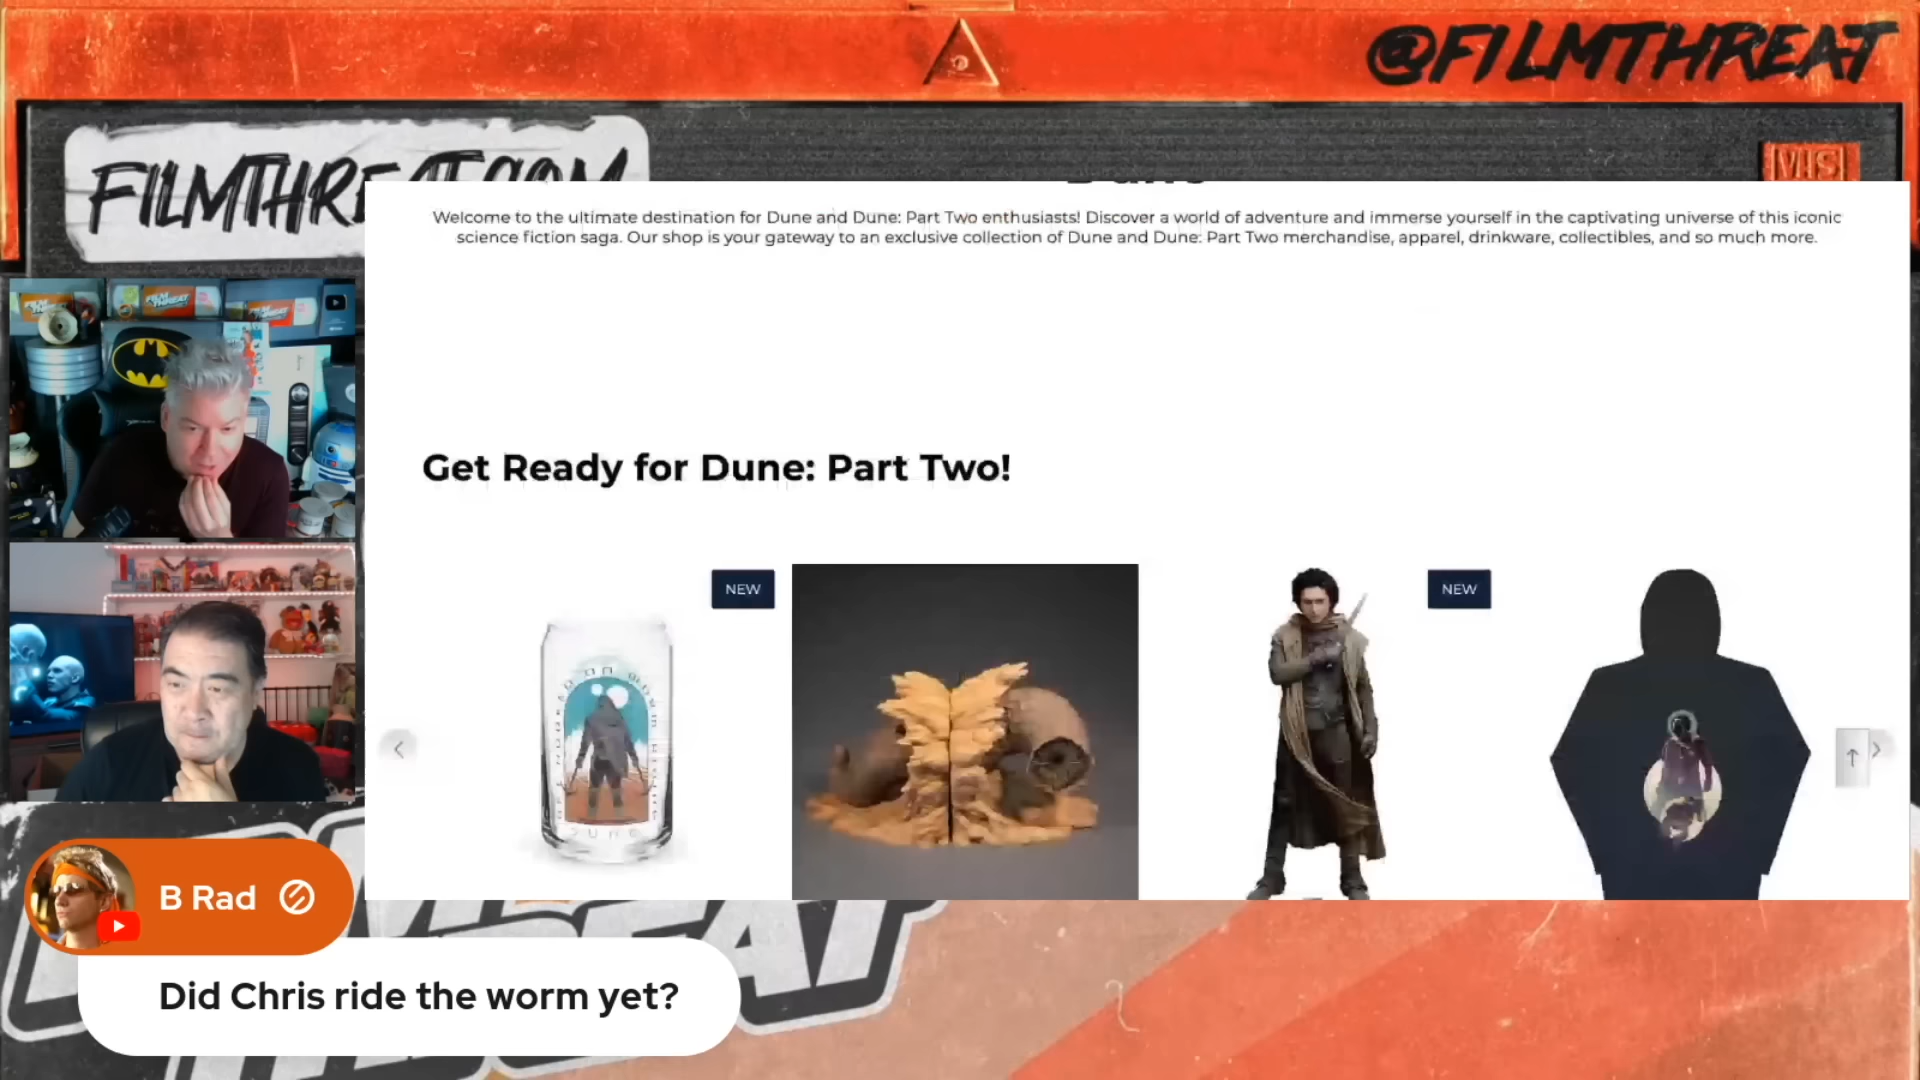 @FILMTHREAT
VHS
Welcome to the ultimate destination for Dune and Dune: Part Two enthusiasts! Discover a world of adventure and immerse yourself in the captivating universe of this iconic
science fiction saga. Our shop is your gateway to an exclusive collection of Dune and Dune: Part Two merchandise, apparel, drinkware, collectibles, and so much more.
Get Ready for Dune: Part Two!
NEW
NEW
DUNE
B Rad
Did Chris ride the worm yet?